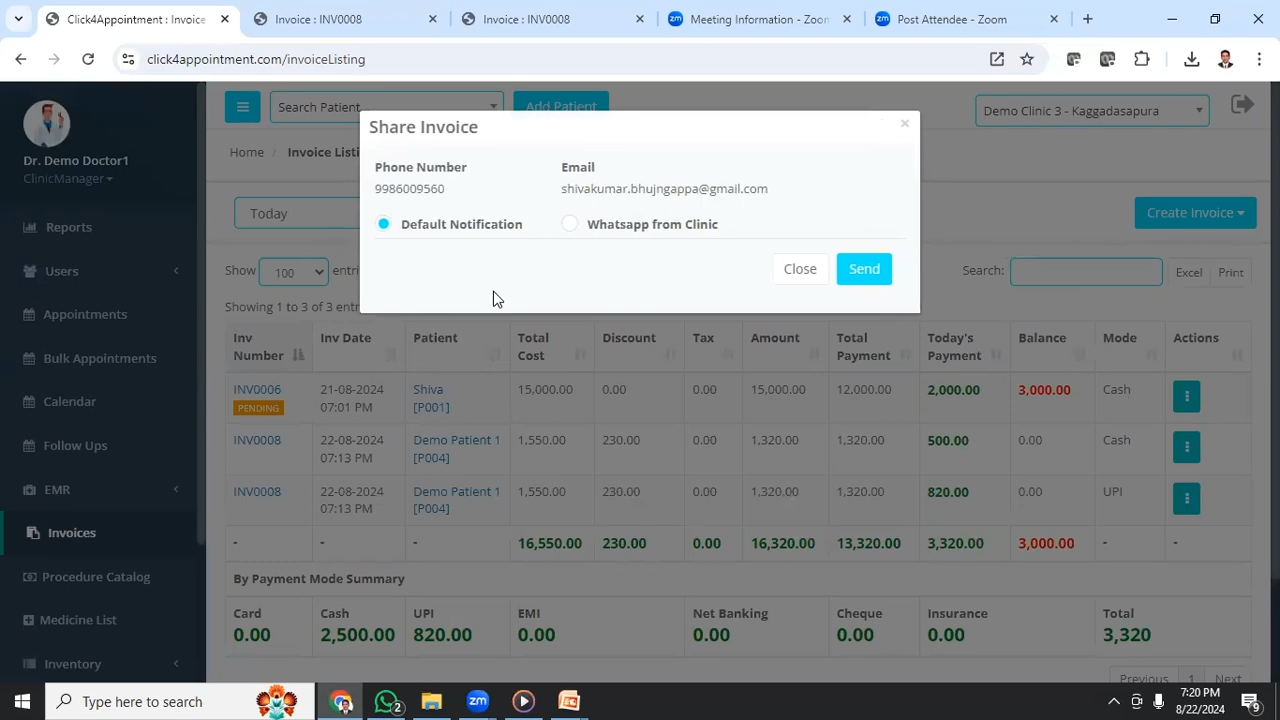 Click4Appointment : Invoice
Invoice : INV0008
Invoice : INV0008
Meeting Information - Zoom
Post Attendee - Zoom
click4appointment.com/invoiceListing
Search Patient
Add Patient
Demo Clinic 3 - Kaggadasapura
Share Invoice
×
Dr. Demo Doctor1
ClinicManager
Home / Invoice Listi
Phone Number
Email
9986009560
shivakumar.bhujngappa@gmail.com
Default Notification
Whatsapp from Clinic
Close
Send
Today
Create Invoice
Reports
Users
Appointments
Bulk Appointments
Calendar
Follow Ups
EMR
Invoices
Procedure Catalog
Medicine List
Inventory
Show 100 entri
Search:
Excel
Print
Showing 1 to 3 of 3 entr
Inv Number Inv Date Patient Total Cost Discount Tax Amount Total Payment Today's Payment Balance Mode Actions
INV0006 21-08-2024 Shiva 15,000.00 0.00 0.00 15,000.00 12,000.00 2,000.00 3,000.00 Cash
PENDING 07:01 PM [P001]
INV0008 22-08-2024 Demo Patient 1 1,550.00 230.00 0.00 1,320.00 1,320.00 500.00 0.00 Cash
07:13 PM [P004]
INV0008 22-08-2024 Demo Patient 1 1,550.00 230.00 0.00 1,320.00 1,320.00 820.00 0.00 UPI
07:13 PM [P004]
- - - 16,550.00 230.00 0.00 16,320.00 13,320.00 3,320.00 3,000.00 - -
By Payment Mode Summary
Card Cash UPI EMI Net Banking Cheque Insurance Total
0.00 2,500.00 820.00 0.00 0.00 0.00 0.00 3,320
Previous 1 Next
Type here to search
zm
2
7:20 PM
8/22/2024
9